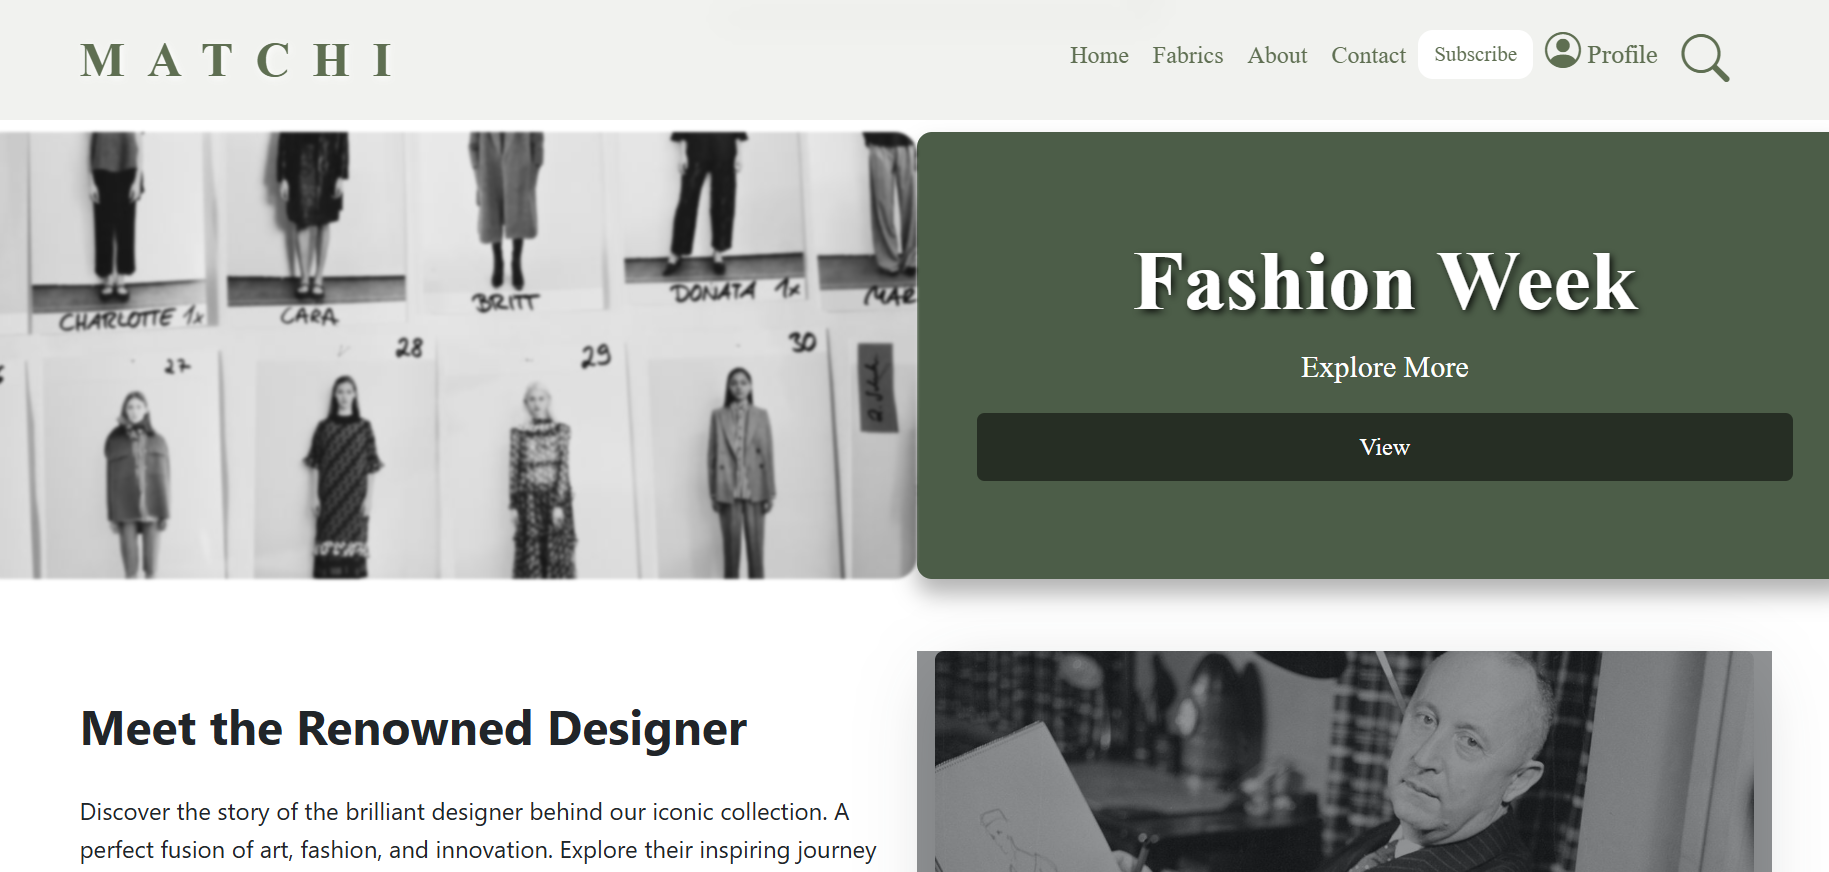 MATCHI
Home Fabrics About Contact Subscribe Profile
CHARLOTTE 1x CARA BRITT DONATA 1x
27 28 29 30
Fashion Week
Explore More
View
Meet the Renowned Designer
Discover the story of the brilliant designer behind our iconic collection. A
perfect fusion of art, fashion, and innovation. Explore their inspiring journey